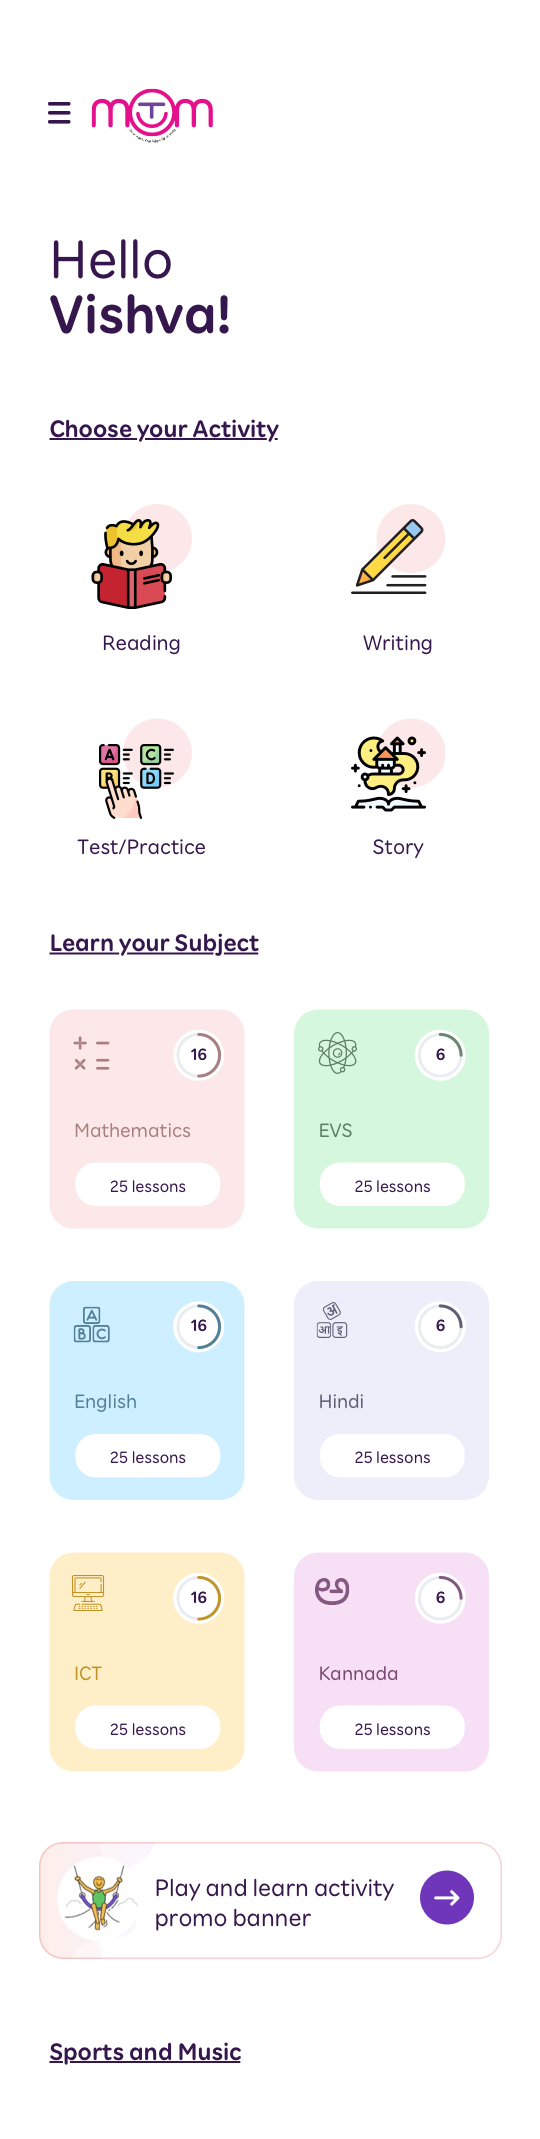 mTm
Hello
Vishva!
Choose your Activity
Reading
Writing
A C
B D
Test/Practice
Story
Learn your Subject
16
6
Mathematics
EVS
25 lessons
25 lessons
A
B C
16
अ
आ इ
6
English
Hindi
25 lessons
25 lessons
16
ಅ
6
ICT
Kannada
25 lessons
25 lessons
Play and learn activity
promo banner
Sports and Music